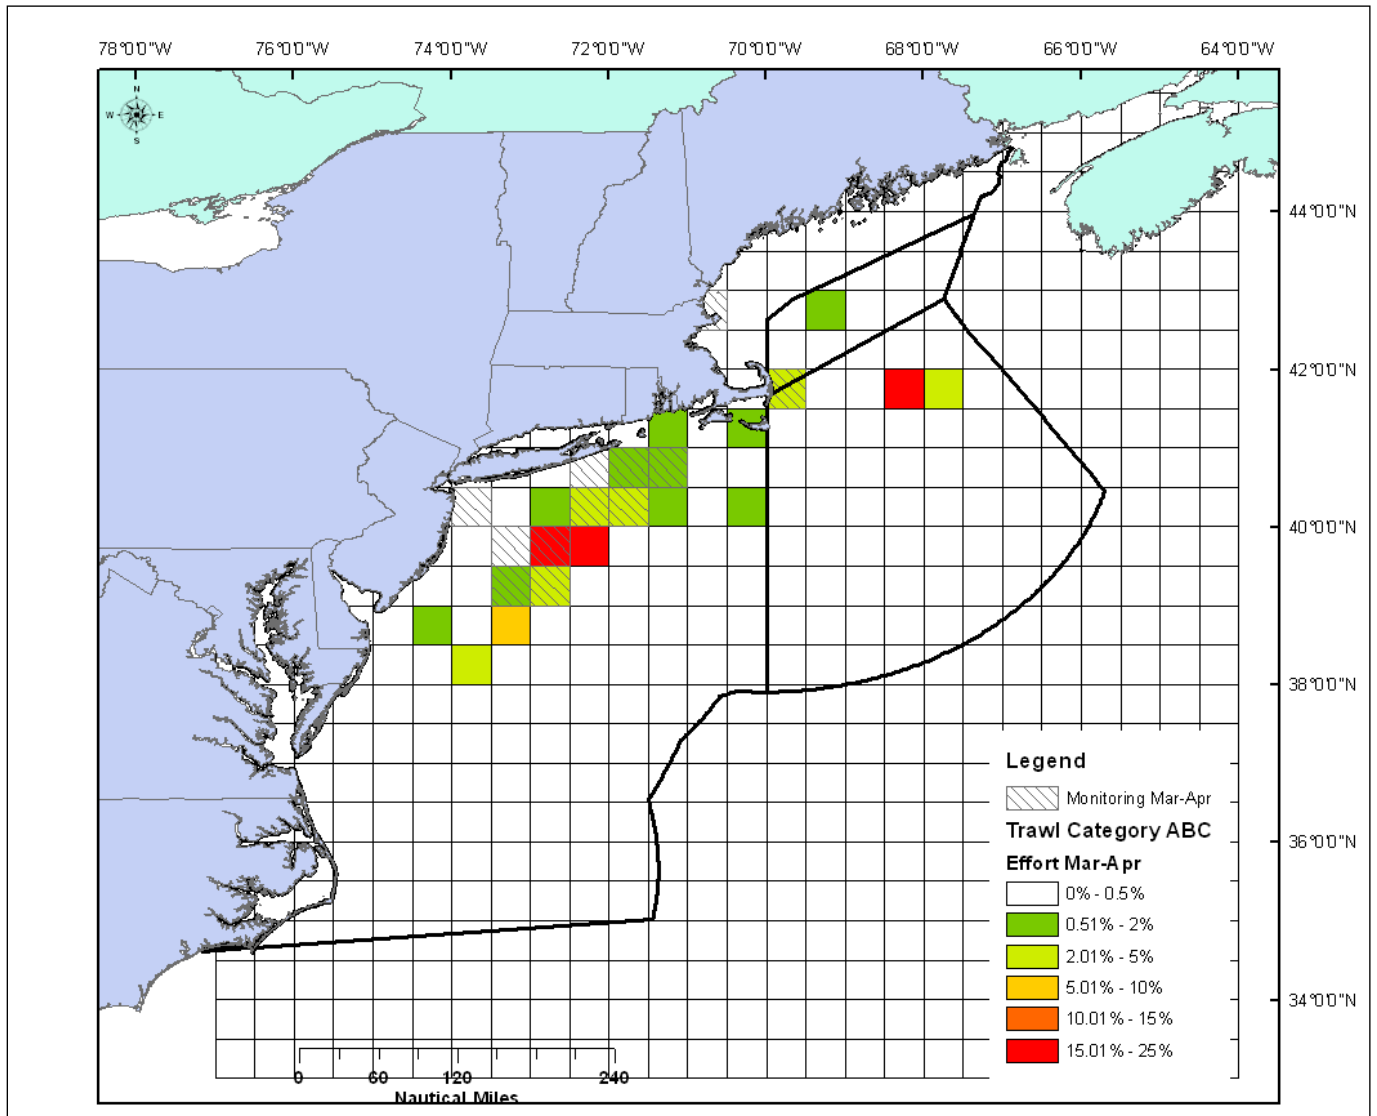 78°0'0"W 76°0'0"W 74°0'0"W 72°0'0"W 70°0'0"W 68°0'0"W 66°0'0"W 64°0'0"W
N
W E
S
44°0'0"N
42°0'0"N
40°0'0"N
38°0'0"N
36°0'0"N
34°0'0"N
Legend
Monitoring Mar-Apr
Trawl Category ABC
Effort Mar-Apr
0% - 0.5%
0.51% - 2%
2.01% - 5%
5.01% - 10%
10.01% - 15%
15.01% - 25%
0 60 120 240
Nautical Miles